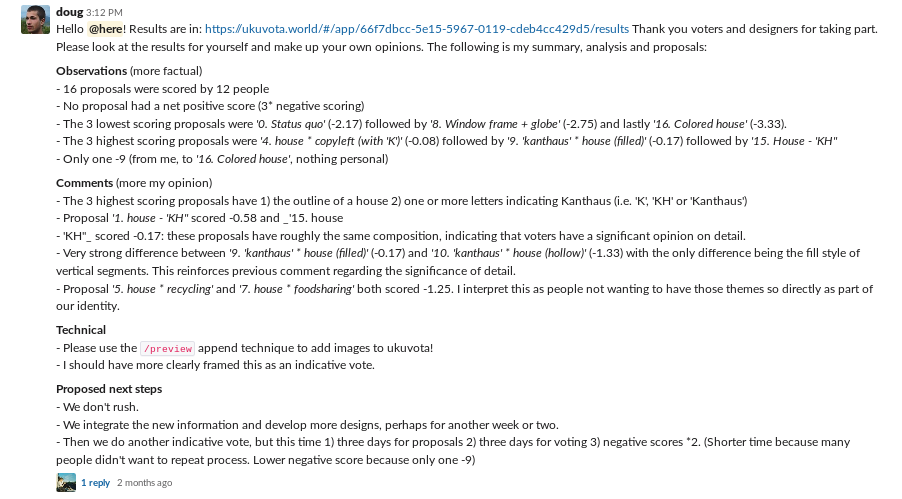 doug 3:12 PM
Hello @here! Results are in: https://ukuvota.world/#/app/66f7dbcc-5e15-5967-0119-cdeb4cc429d5/results Thank you voters and designers for taking part.
Please look at the results for yourself and make up your own opinions. The following is my summary, analysis and proposals:
Observations (more factual)
- 16 proposals were scored by 12 people
- No proposal had a net positive score (3* negative scoring)
- The 3 lowest scoring proposals were '0. Status quo' (-2.17) followed by '8. Window frame + globe' (-2.75) and lastly '16. Colored house' (-3.33).
- The 3 highest scoring proposals were '4. house * copyleft (with 'K')' (-0.08) followed by '9. 'kanthaus' * house (filled)' (-0.17) followed by '15. House - 'KH"
- Only one -9 (from me, to '16. Colored house', nothing personal)
Comments (more my opinion)
- The 3 highest scoring proposals have 1) the outline of a house 2) one or more letters indicating Kanthaus (i.e. 'K', 'KH' or 'Kanthaus')
- Proposal '1. house - 'KH" scored -0.58 and _'15. house
- 'KH"_ scored -0.17: these proposals have roughly the same composition, indicating that voters have a significant opinion on detail.
- Very strong difference between '9. 'kanthaus' * house (filled)' (-0.17) and '10. 'kanthaus' * house (hollow)' (-1.33) with the only difference being the fill style of
vertical segments. This reinforces previous comment regarding the significance of detail.
- Proposal '5. house * recycling' and '7. house * foodsharing' both scored -1.25. I interpret this as people not wanting to have those themes so directly as part of
our identity.
Technical
- Please use the /preview append technique to add images to ukuvota!
- I should have more clearly framed this as an indicative vote.
Proposed next steps
- We don't rush.
- We integrate the new information and develop more designs, perhaps for another week or two.
- Then we do another indicative vote, but this time 1) three days for proposals 2) three days for voting 3) negative scores *2. (Shorter time because many
people didn't want to repeat process. Lower negative score because only one -9)
1 reply 2 months ago